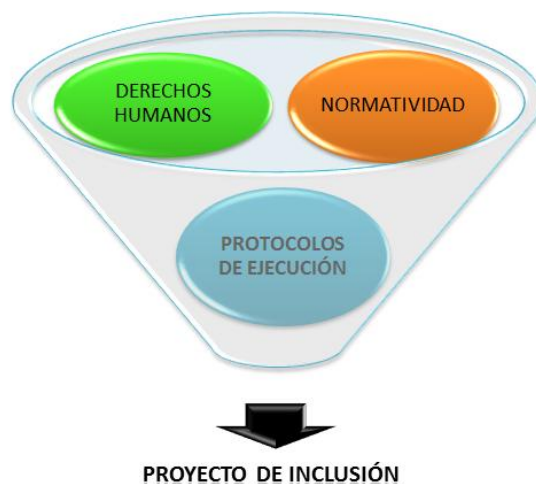 DERECHOS
HUMANOS
NORMATIVIDAD
PROTOCOLOS
DE EJECUCIÓN
PROYECTO DE INCLUSIÓN